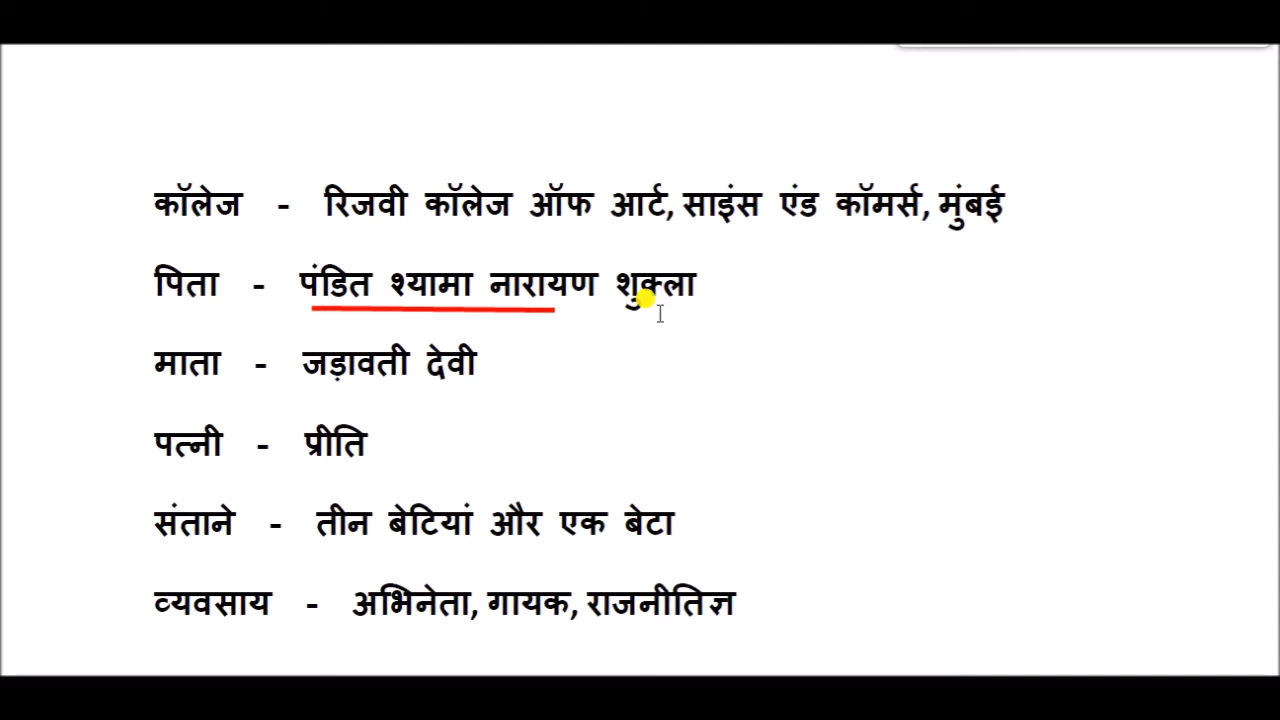 कॉलेज - रिजवी कॉलेज ऑफ आर्ट, साइंस एंड कॉमर्स, मुंबई
पिता - पंडित श्यामा नारायण शुक्ला
माता - जड़ावती देवी
पत्नी - प्रीति
संताने - तीन बेटियां और एक बेटा
व्यवसाय - अभिनेता, गायक, राजनीतिज्ञ